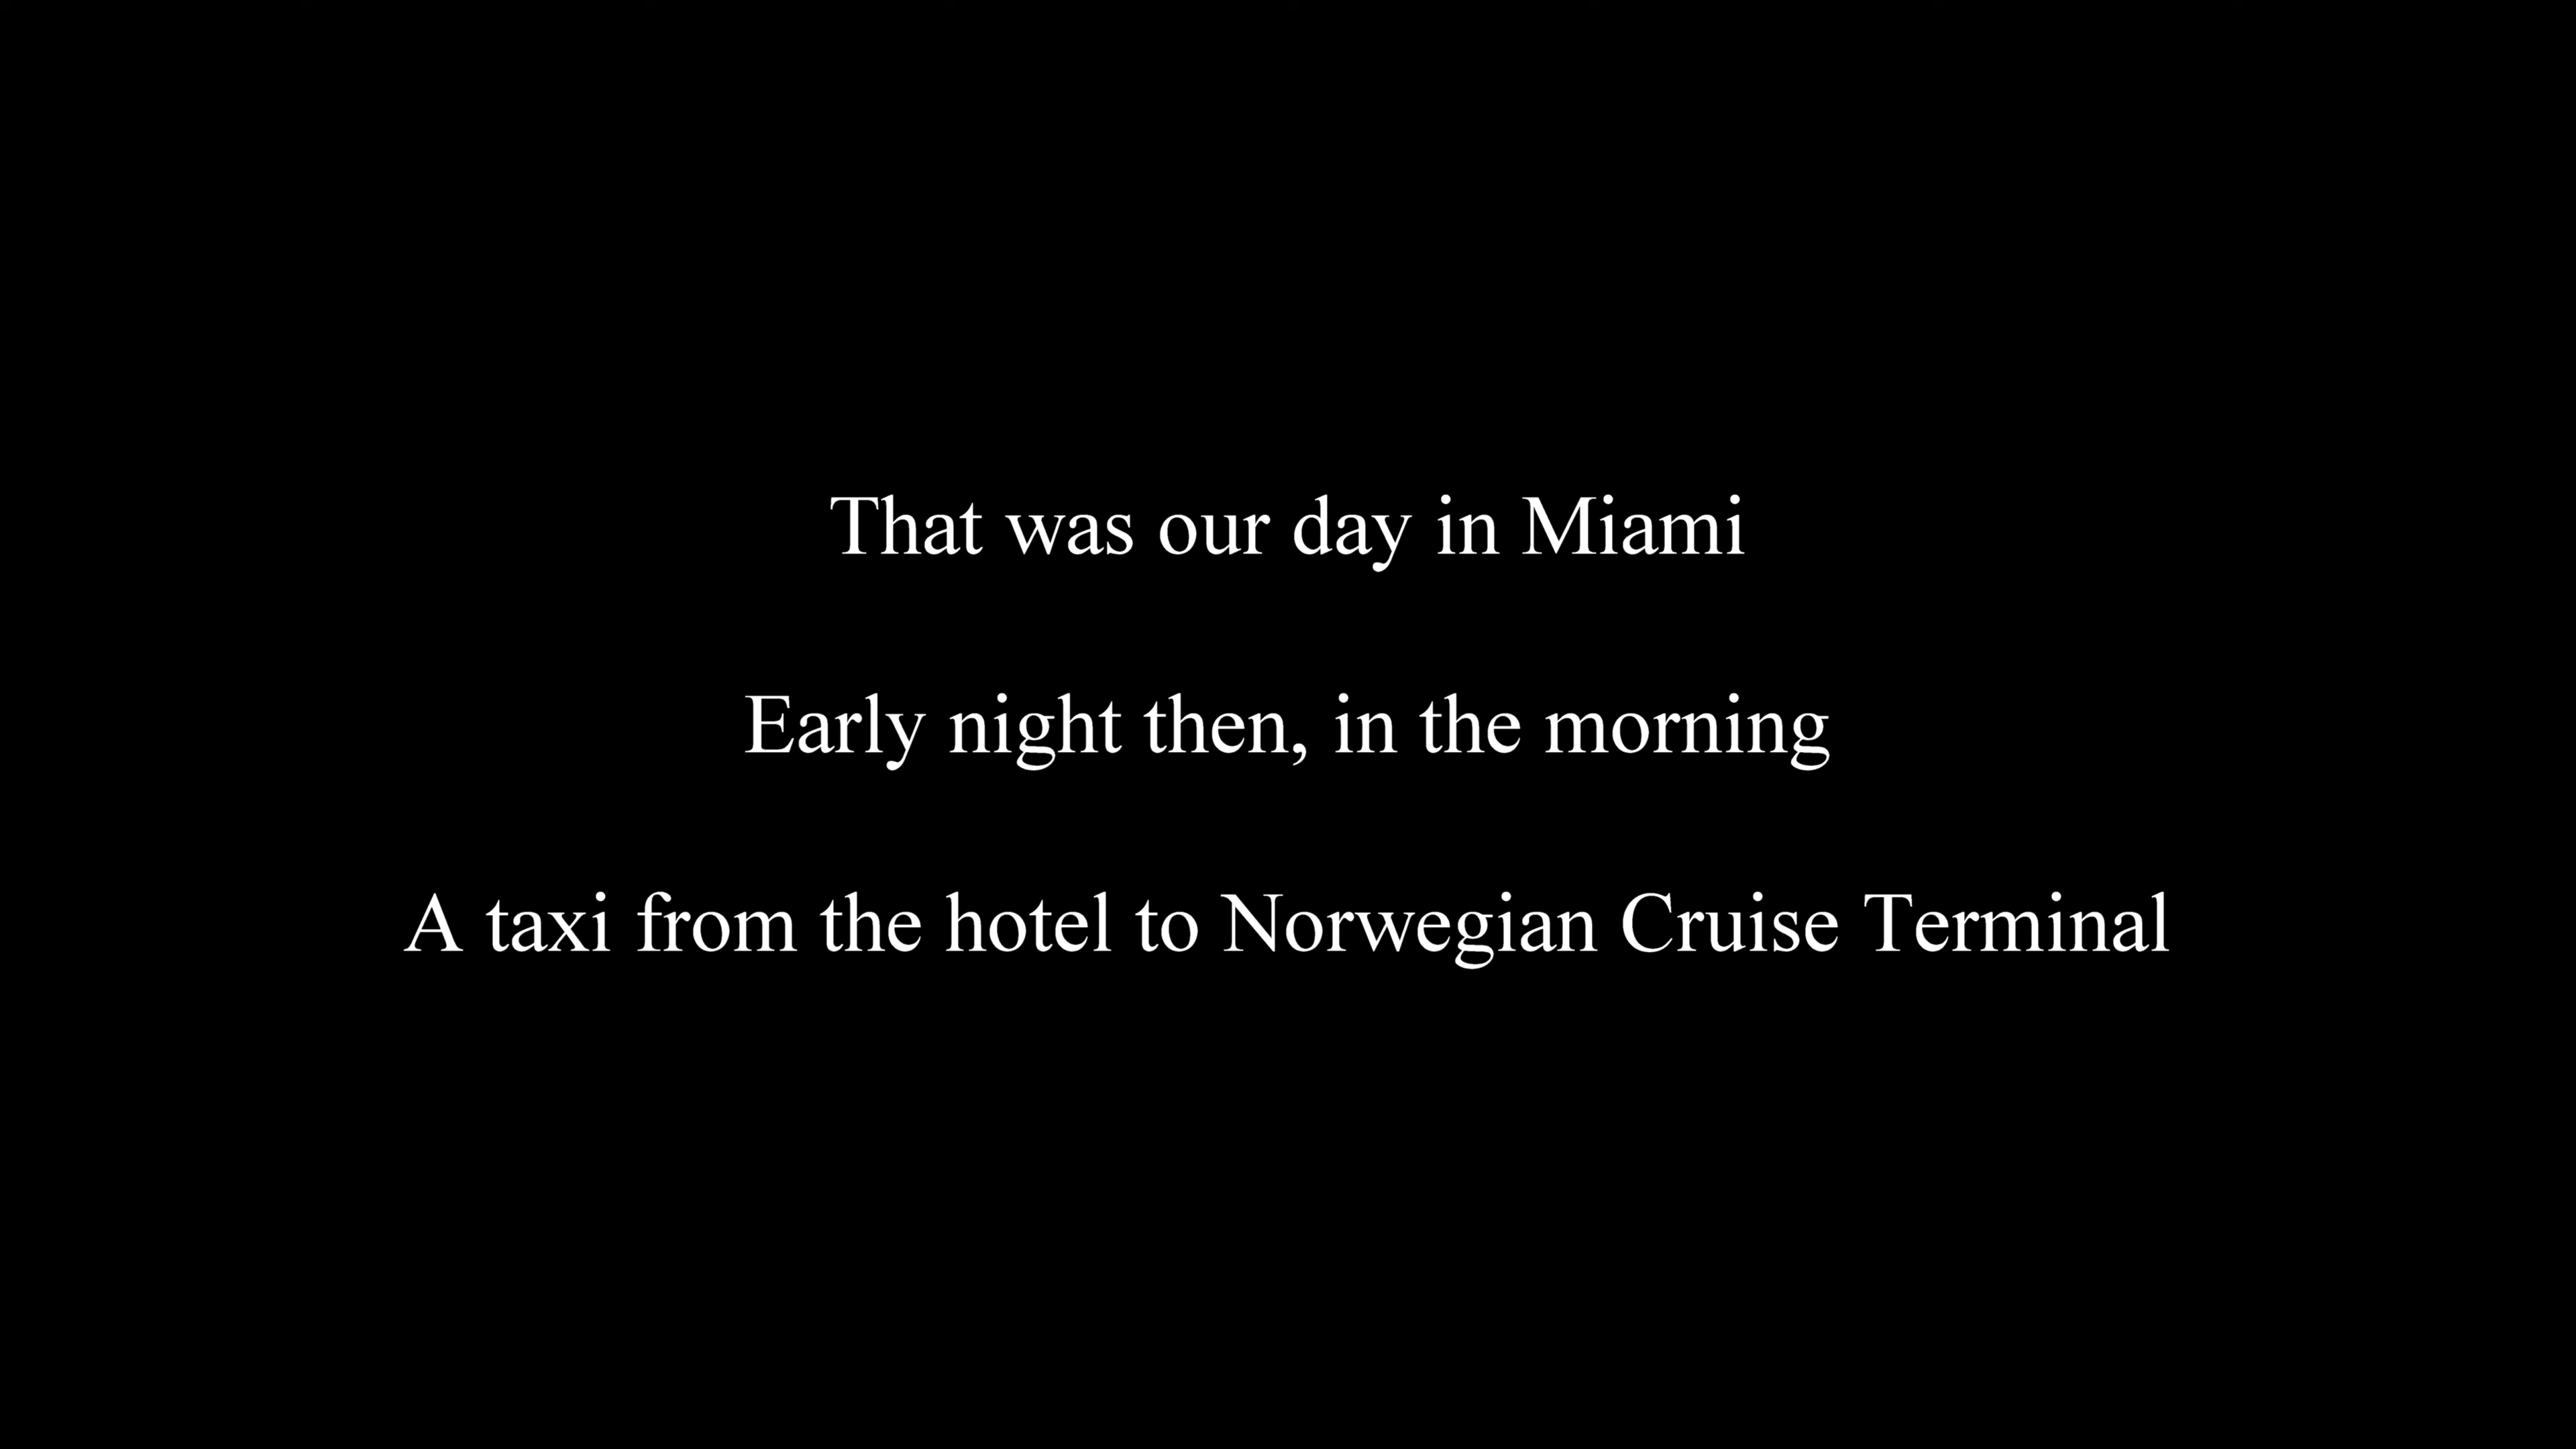 That was our day in Miami
Early night then, in the morning
A taxi from the hotel to Norwegian Cruise Terminal